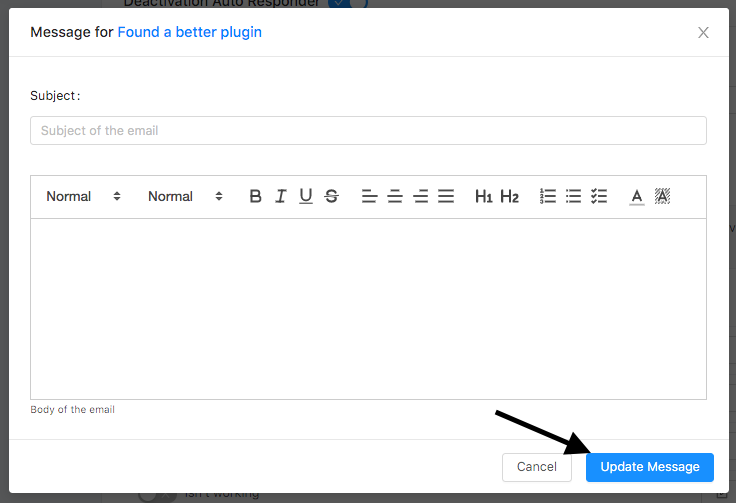 Deactivation Auto Responder
Message for Found a better plugin
Subject:
Subject of the email
Normal Normal B I U S H1 H2 A A
Body of the email
Cancel Update Message
Isn't working